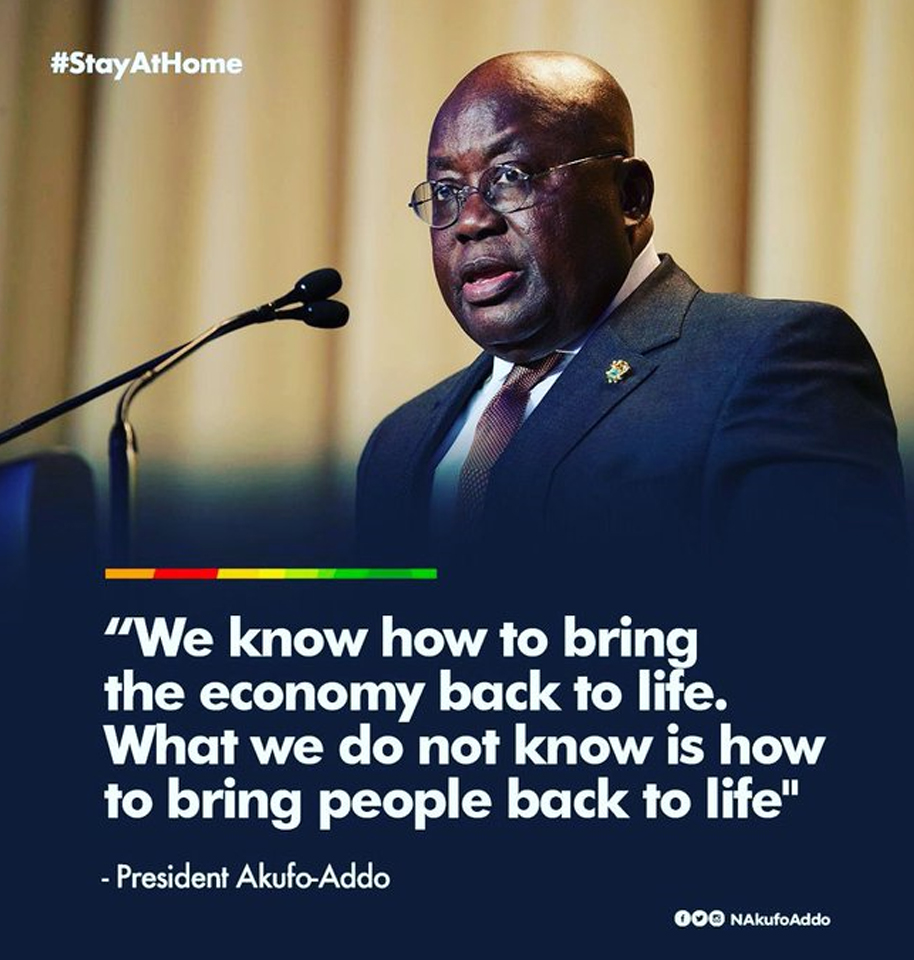 #StayAtHome
“We know how to bring
the economy back to life.
What we do not know is how
to bring people back to life"
- President Akufo-Addo
NAkufoAddo